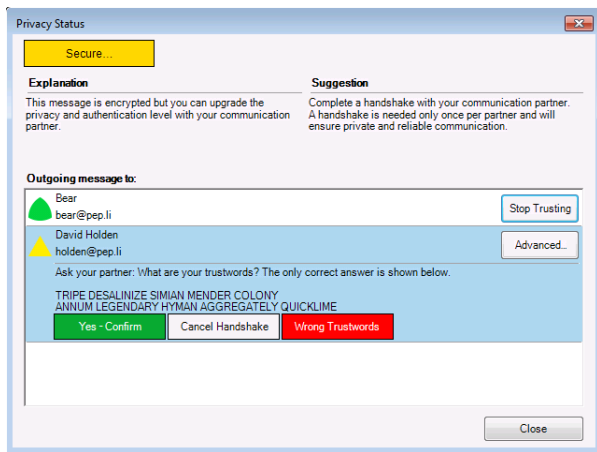 Privacy Status
Secure...
Explanation
Suggestion
This message is encrypted but you can upgrade the
privacy and authentication level with your communication
partner.
Complete a handshake with your communication partner.
A handshake is needed only once per partner and will
ensure private and reliable communication.
Outgoing message to:
Bear
bear@pep.li
Stop Trusting
David Holden
holden@pep.li
Advanced...
Ask your partner: What are your trustwords? The only correct answer is shown below.
TRIPE DESALINIZE SIMIAN MENDER COLONY
ANNUM LEGENDARY HYMAN AGGREGATELY QUICKLIME
Yes - Confirm
Cancel Handshake
Wrong Trustwords
Close